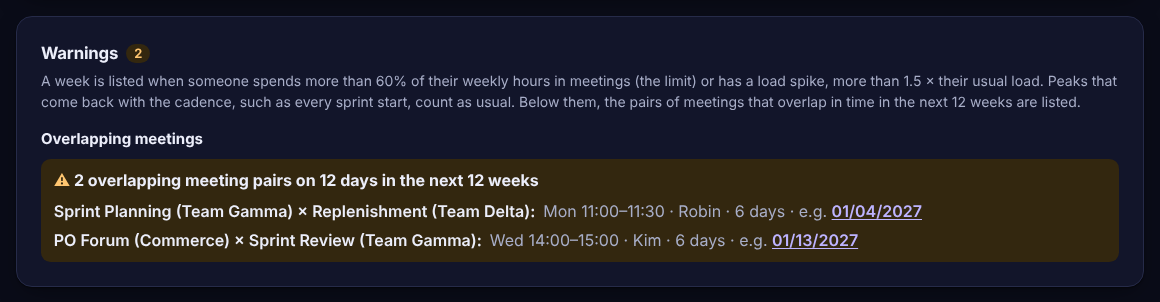 Warnings 2
A week is listed when someone spends more than 60% of their weekly hours in meetings (the limit) or has a load spike, more than 1.5 × their usual load. Peaks that
come back with the cadence, such as every sprint start, count as usual. Below them, the pairs of meetings that overlap in time in the next 12 weeks are listed.
Overlapping meetings
⚠ 2 overlapping meeting pairs on 12 days in the next 12 weeks
Sprint Planning (Team Gamma) × Replenishment (Team Delta): Mon 11:00–11:30 · Robin · 6 days · e.g. 01/04/2027
PO Forum (Commerce) × Sprint Review (Team Gamma): Wed 14:00–15:00 · Kim · 6 days · e.g. 01/13/2027